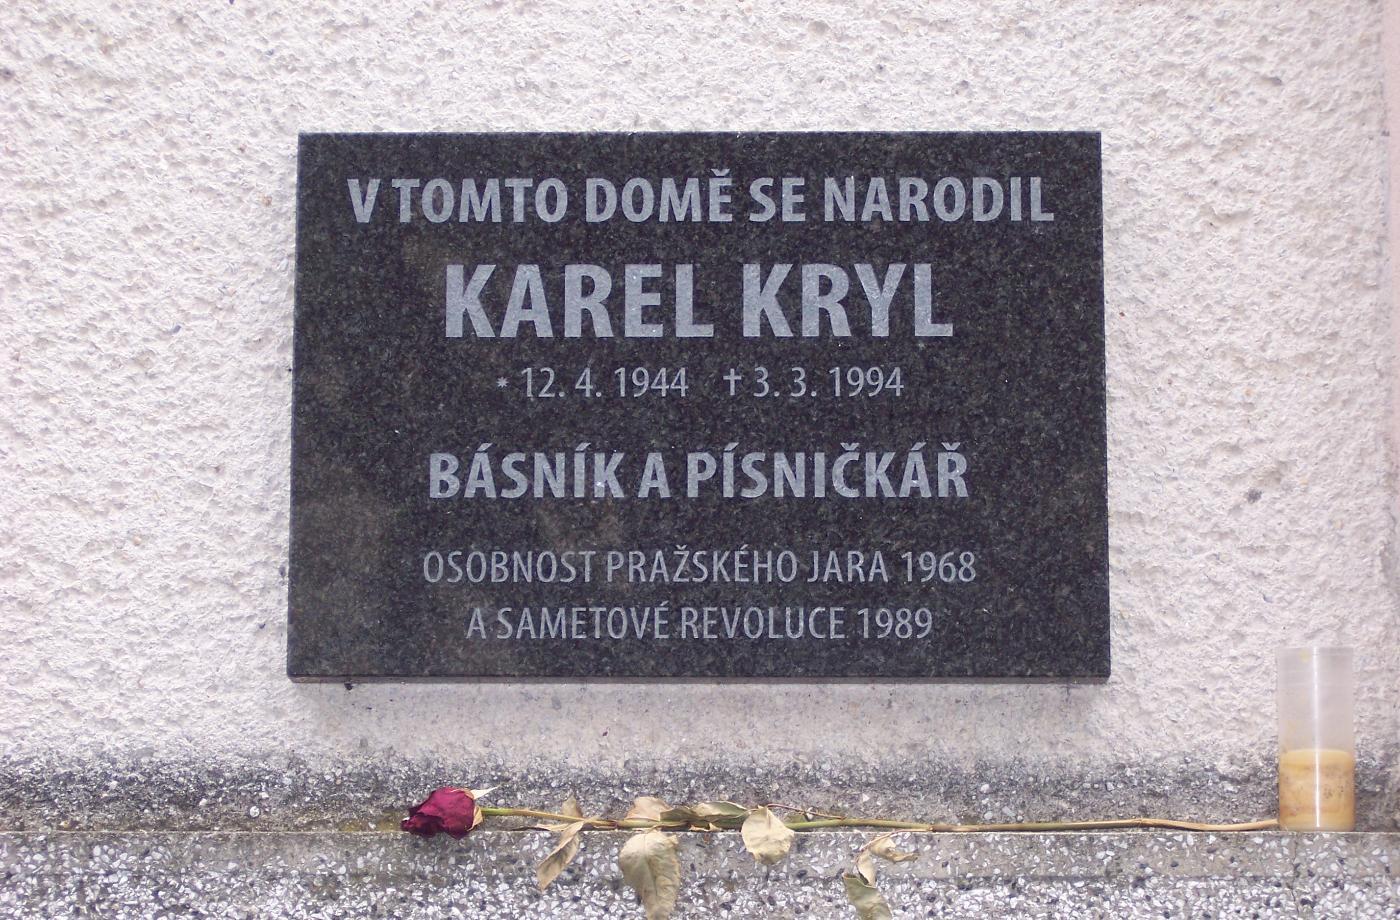 V TOMTO DOMĚ SE NARODIL
KAREL KRYL
* 12. 4. 1944 ✝ 3. 3. 1994
BÁSNÍK A PÍSNIČKÁŘ
OSOBNOST PRAŽSKÉHO JARA 1968
A SAMETOVÉ REVOLUCE 1989